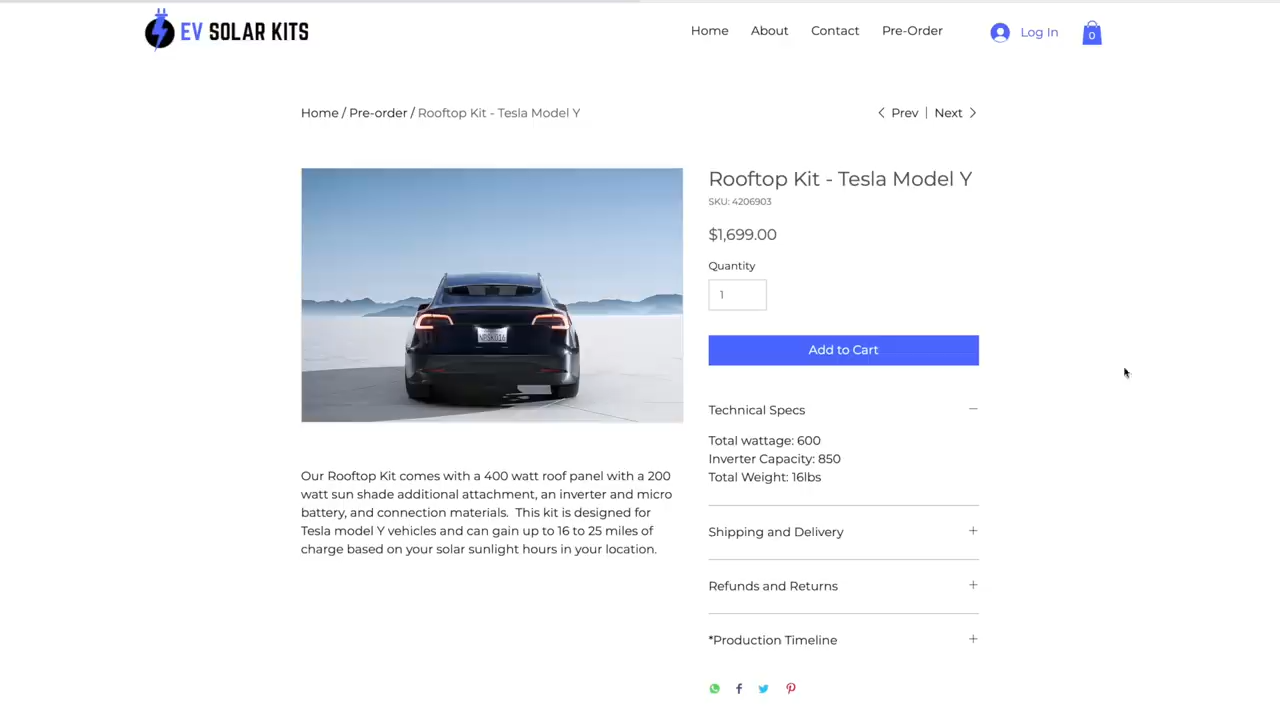 EV SOLAR KITS
Home About Contact Pre-Order Log In 0
Home / Pre-order / Rooftop Kit - Tesla Model Y
Prev | Next
Rooftop Kit - Tesla Model Y
SKU: 4206903
$1,699.00
Quantity
1
Add to Cart
Technical Specs
Total wattage: 600
Inverter Capacity: 850
Total Weight: 16lbs
Shipping and Delivery
Refunds and Returns
*Production Timeline
Our Rooftop Kit comes with a 400 watt roof panel with a 200
watt sun shade additional attachment, an inverter and micro
battery, and connection materials. This kit is designed for
Tesla model Y vehicles and can gain up to 16 to 25 miles of
charge based on your solar sunlight hours in your location.